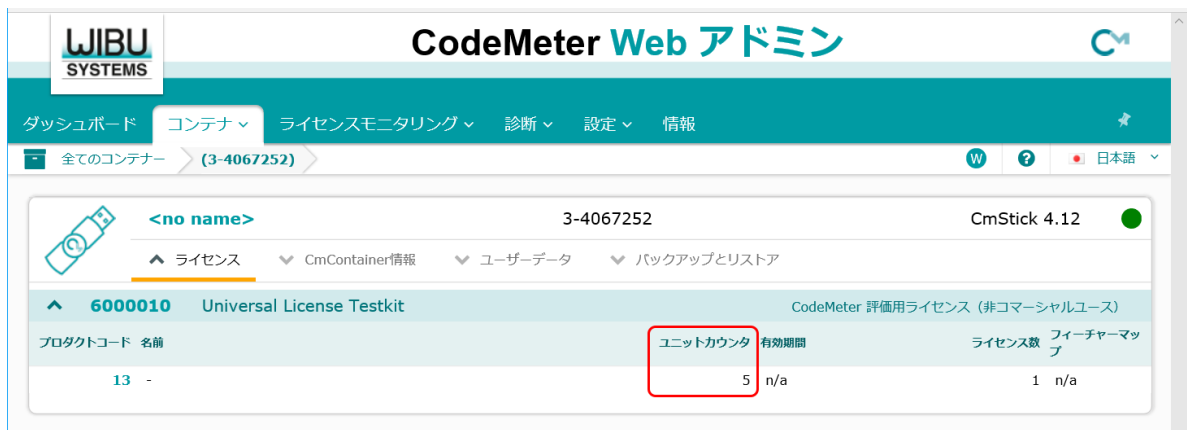 WIBU
SYSTEMS
CodeMeter Web アドミン
CM
ダッシュボード コンテナ ライセンスモニタリング 診断 設定 情報
全てのコンテナー (3-4067252) W ? 日本語
<no name> 3-4067252 CmStick 4.12
ライセンス CmContainer情報 ユーザーデータ バックアップとリストア
6000010 Universal License Testkit CodeMeter 評価用ライセンス（非コマーシャルユース）
プロダクトコード 名前 ユニットカウンタ 有効期間 ライセンス数 フィーチャーマッ
プ
13 - 5 n/a 1 n/a